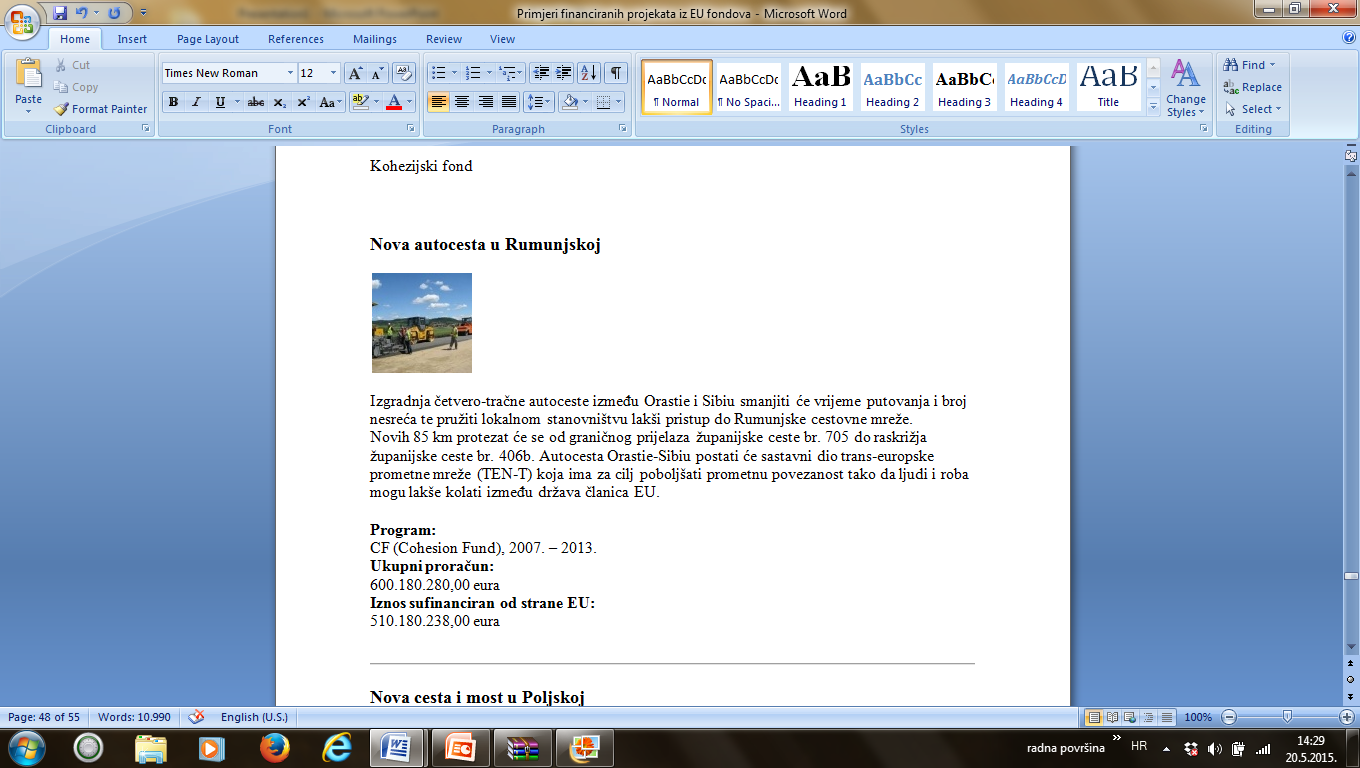 Primjeri financiranih projekata iz EU fondova - Microsoft Word
Home Insert Page Layout References Mailings Review View
Paste
Cut
Copy
Format Painter
Clipboard
Times New Roman 12
B I U abc x₂ x² Aa
Font
Paragraph
AaBbCcDc AaBbCcDc AaB AaBbCc AaBbCc AaBbCcD AaB
¶ Normal ¶ No Spaci... Heading 1 Heading 2 Heading 3 Heading 4 Title
Change Styles
Styles
Find
Replace
Select
Editing
Kohezijski fond
Nova autocesta u Rumunjskoj
Izgradnja četvero-tračne autoceste između Orastie i Sibiu smanjiti će vrijeme putovanja i broj
nesreća te pružiti lokalnom stanovništvu lakši pristup do Rumunjske cestovne mreže.
Novih 85 km protezat će se od graničnog prijelaza županijske ceste br. 705 do raskrižja
županijske ceste br. 406b. Autocesta Orastie-Sibiu postati će sastavni dio trans-europske
prometne mreže (TEN-T) koja ima za cilj poboljšati prometnu povezanost tako da ljudi i roba
mogu lakše kolati između država članica EU.
Program:
CF (Cohesion Fund), 2007. – 2013.
Ukupni proračun:
600.180.280,00 eura
Iznos sufinanciran od strane EU:
510.180.238,00 eura
Nova cesta i most u Poljskoj
Page: 48 of 55 Words: 10.990 English (U.S.) 100%
radna površina HR 14:29
20.5.2015.